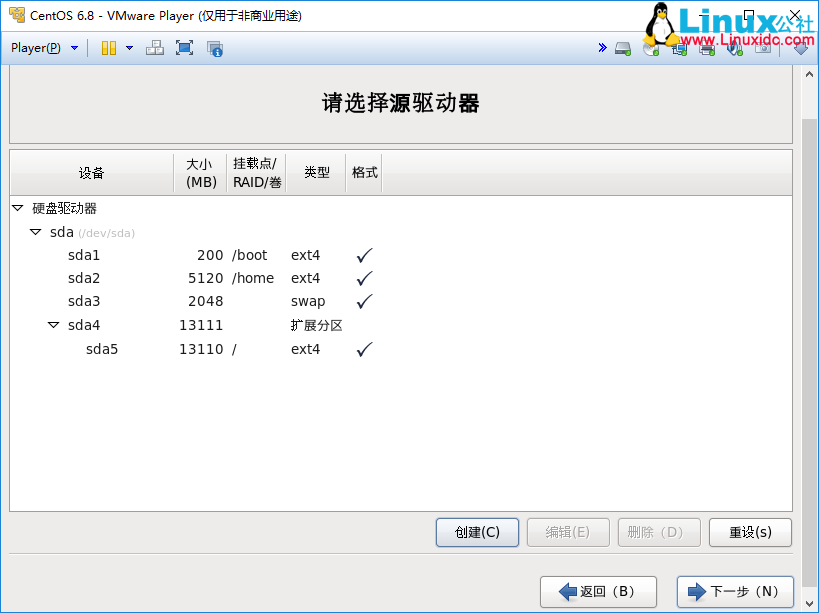 CentOS 6.8 - VMware Player (仅用于非商业用途)
Linux公社
www.Linuxidc.com
Player(P)
请选择源驱动器
设备 大小 (MB) 挂载点/ RAID/卷 类型 格式
硬盘驱动器
sda (/dev/sda)
sda1 200 /boot ext4
sda2 5120 /home ext4
sda3 2048 swap
sda4 13111 扩展分区
sda5 13110 / ext4
创建(C) 编辑(E) 删除（D） 重设(s)
返回（B） 下一步（N）